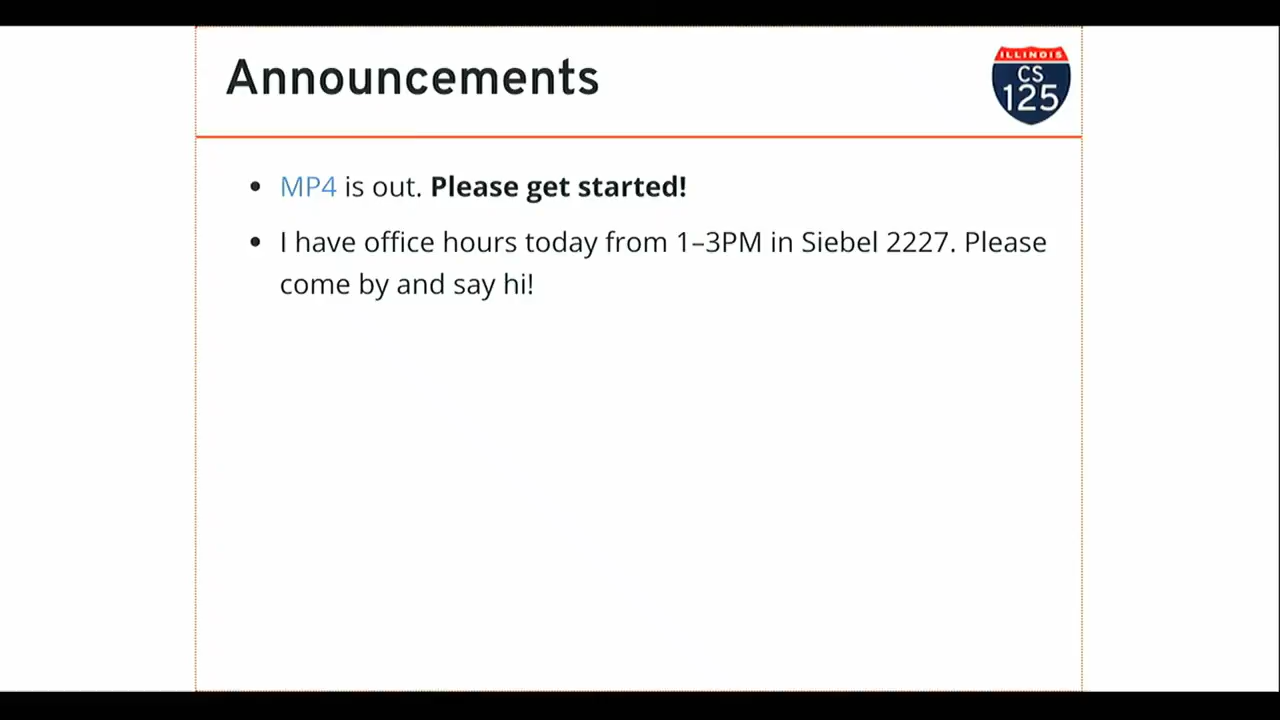 Announcements
ILLINOIS
CS
125
MP4 is out. Please get started!
I have office hours today from 1–3PM in Siebel 2227. Please
come by and say hi!